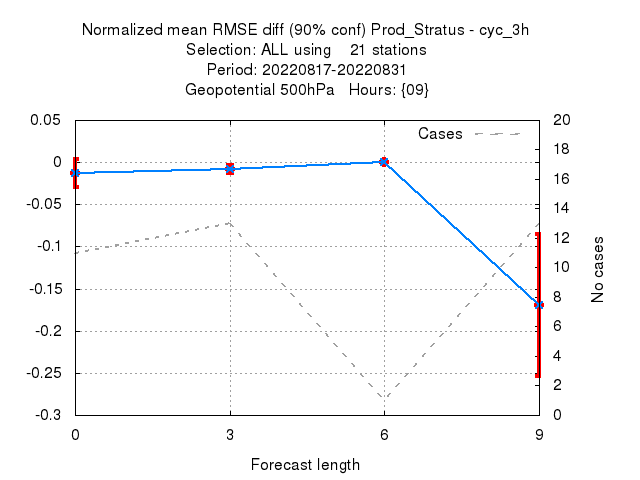 Normalized mean RMSE diff (90% conf) Prod_Stratus - cyc_3h
Selection: ALL using 21 stations
Period: 20220817-20220831
Geopotential 500hPa Hours: {09}
Cases
0.05
0
-0.05
-0.1
-0.15
-0.2
-0.25
-0.3
20
18
16
14
12
10
8
6
4
2
0
No cases
0 3 6 9
Forecast length